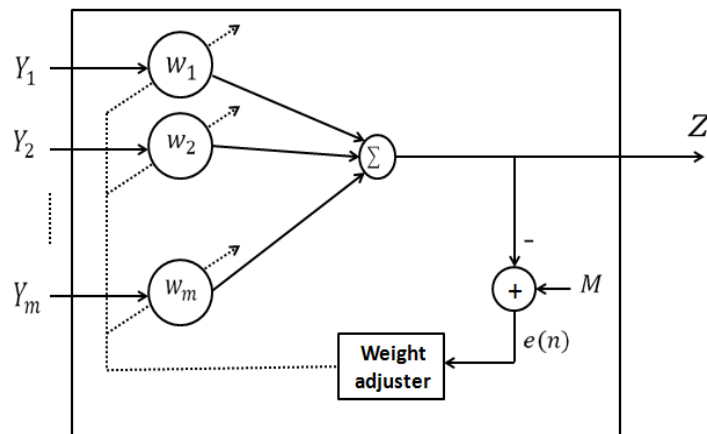 Y₁
w₁
Y₂
w₂
Σ
Z
-
Yₘ
wₘ
+
M
e(n)
Weight
adjuster